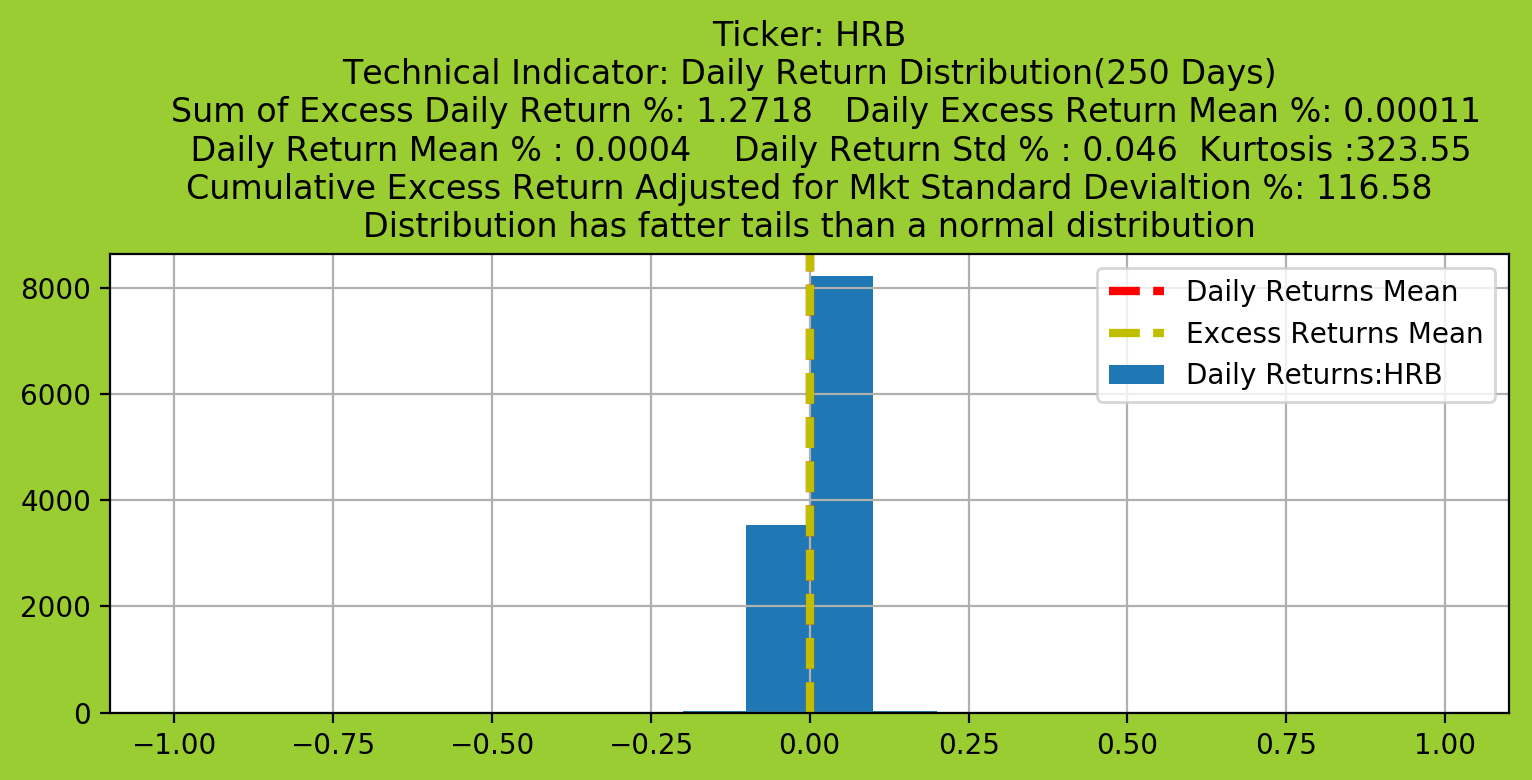 Ticker: HRB
Technical Indicator: Daily Return Distribution(250 Days)
Sum of Excess Daily Return %: 1.2718   Daily Excess Return Mean %: 0.00011
Daily Return Mean % : 0.0004    Daily Return Std % : 0.046  Kurtosis :323.55
Cumulative Excess Return Adjusted for Mkt Standard Devialtion %: 116.58
Distribution has fatter tails than a normal distribution
Daily Returns Mean
Excess Returns Mean
Daily Returns:HRB
8000
6000
4000
2000
0
−1.00 −0.75 −0.50 −0.25 0.00 0.25 0.50 0.75 1.00